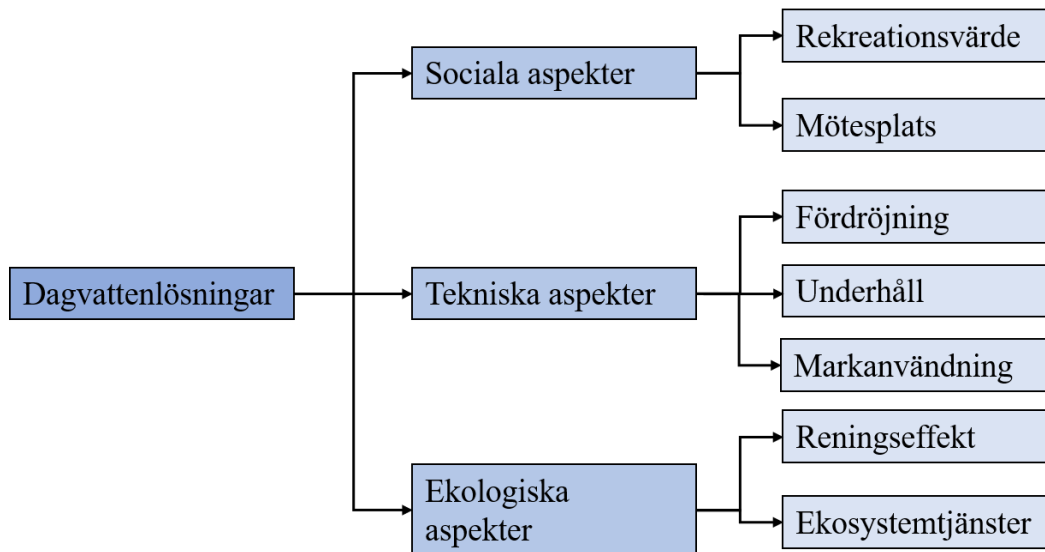 Dagvattenlösningar
Sociala aspekter
Rekreationsvärde
Mötesplats
Tekniska aspekter
Fördröjning
Underhåll
Markanvändning
Ekologiska
aspekter
Reningseffekt
Ekosystemtjänster